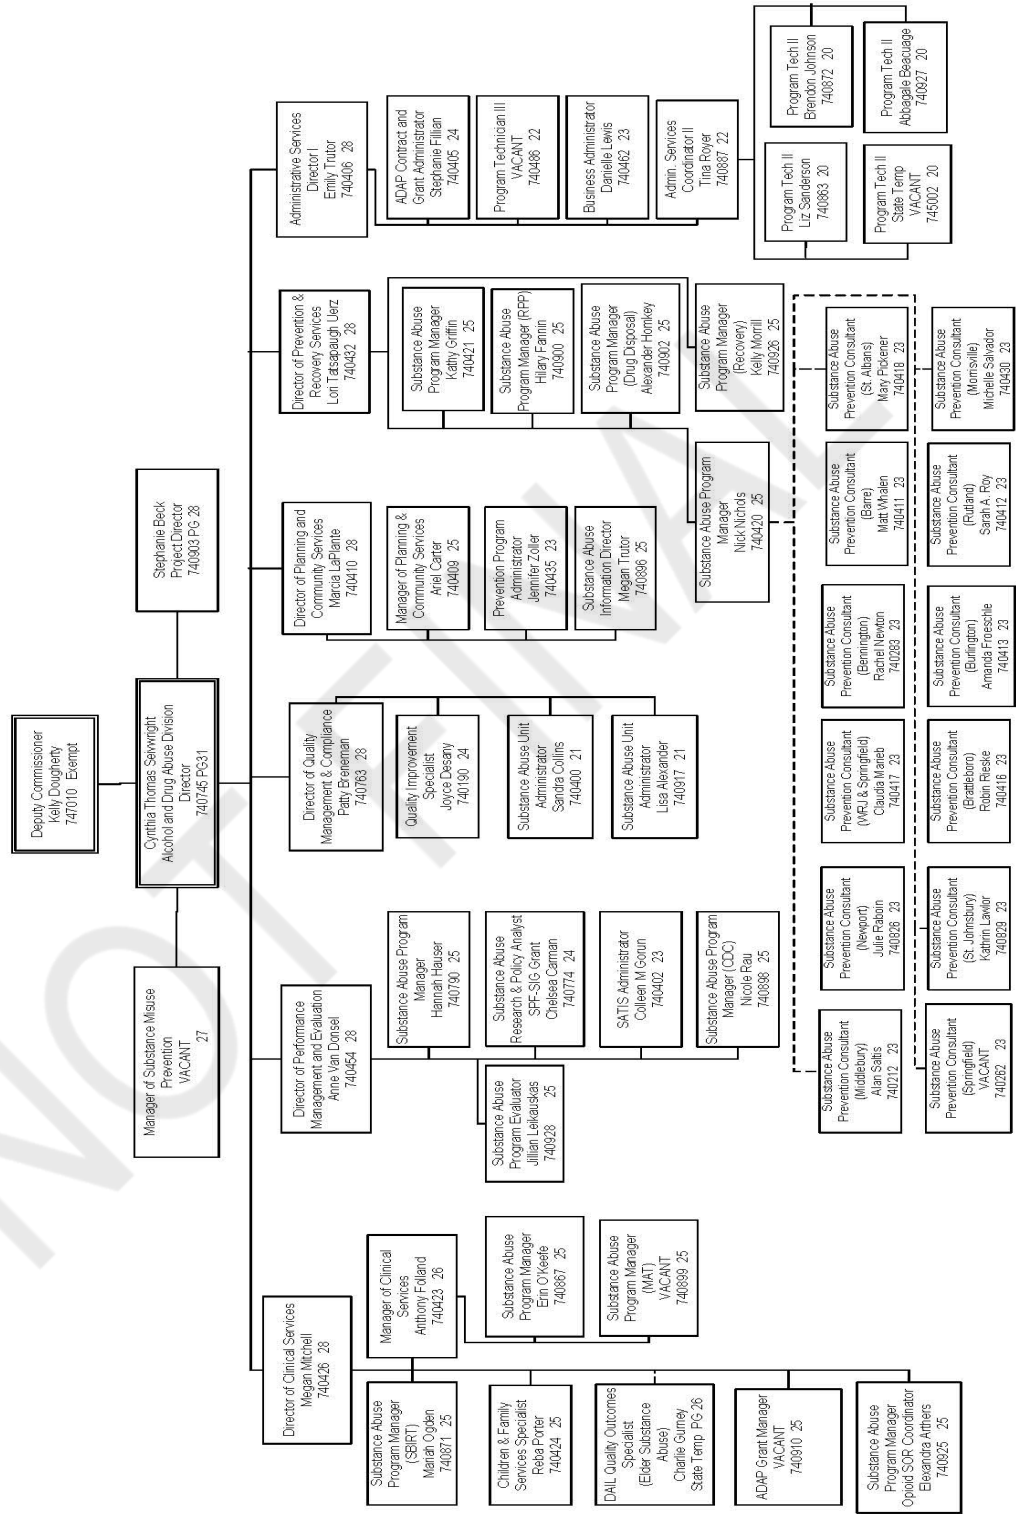 Deputy Commissioner
Kelly Dougherty
747010 Exempt
Manager of Substance Misuse
Prevention
VACANT
27
Cynthia Thomas Seivwright
Alcohol and Drug Abuse Division
Director
740745 PG31
Stephanie Beck
Project Director
740903 PG 28
Director of Clinical Services
Megan Mitchell
740426 28
Substance Abuse
Program Manager
(SBIRT)
Mariah Ogden
740871 25
Manager of Clinical
Services
Anthony Folland
740423 26
Children & Family
Services Specialist
Reba Porter
740424 25
Substance Abuse
Program Manager
Erin O'Keefe
740867 25
DAIL Quality Outcomes
Specialist
(Elder Substance
Abuse)
Charlie Gurney
State Temp PG 26
Substance Abuse
Program Manager
(MAT)
VACANT
740899 25
ADAP Grant Manager
VACANT
740910 25
Substance Abuse
Program Manager
Opioid SOR Coordinator
Elexandra Arthers
740925 25
Director of Performance
Management and Evaluation
Anne Van Donsel
740454 28
Substance Abuse Program
Manager
Hannah Hauser
740790 25
Substance Abuse
Program Evaluator
Jillian Leikauskas
740928 25
Substance Abuse
Research & Policy Analyst
SPF-SIG Grant
Chelsea Carman
740774 24
SATIS Administrator
Colleen M Gorun
740402 23
Substance Abuse Program
Manager (CDC)
Nicole Rau
740898 25
Director of Quality
Management & Compliance
Patty Breneman
740763 28
Quality Improvement
Specialist
Joyce Desany
740190 24
Substance Abuse Unit
Administrator
Sandra Collins
740400 21
Substance Abuse Unit
Administrator
Lisa Alexander
740917 21
Director of Planning and
Community Services
Marcia LaPlante
740410 28
Manager of Planning &
Community Services
Ariel Carter
740409 25
Prevention Program
Administrator
Jennifer Zoller
740435 23
Substance Abuse
Information Director
Megan Tutor
740896 25
Director of Prevention &
Recovery Services
Lori Tatsapaugh Uerz
740432 28
Substance Abuse
Program Manager
Kathy Griffin
740421 25
Substance Abuse
Program Manager (RPP)
Hilary Fannin
740900 25
Substance Abuse
Program Manager
(Drug Disposal)
Alexander Hornkey
740902 25
Substance Abuse Program
Manager
Nick Nichols
740420 25
Substance Abuse
Program Manager
(Recovery)
Kelly Morrill
740926 25
Administrative Services
Director I
Emily Trutor
740406 28
ADAP Contract and
Grant Administrator
Stephanie Fillian
740405 24
Program Technician III
VACANT
740486 22
Business Administrator
Danielle Lewis
740462 23
Admin. Services
Coordinator II
Tina Royer
740887 22
Program Tech II
Liz Sanderson
740863 20
Program Tech II
Brendon Johnson
740872 20
Program Tech II
State Temp
VACANT
745002 20
Program Tech II
Abbagale Beacuage
740927 20
Substance Abuse
Prevention Consultant
(Middlebury)
Alan Saltis
740212 23
Substance Abuse
Prevention Consultant
(Newport)
Julie Raboin
740826 23
Substance Abuse
Prevention Consultant
(WRJ & Springfield)
Claudia Marieb
740417 23
Substance Abuse
Prevention Consultant
(Bennington)
Rachel Newton
740283 23
Substance Abuse
Prevention Consultant
(Barre)
Matt Whalen
740411 23
Substance Abuse
Prevention Consultant
(St. Albans)
Mary Pickener
740418 23
Substance Abuse
Prevention Consultant
(Springfield)
VACANT
740262 23
Substance Abuse
Prevention Consultant
(St. Johnsbury)
Kathrin Lawlor
740829 23
Substance Abuse
Prevention Consultant
(Brattleboro)
Robin Rieske
740416 23
Substance Abuse
Prevention Consultant
(Burlington)
Amanda Froeschle
740413 23
Substance Abuse
Prevention Consultant
(Rutland)
Sarah A. Roy
740412 23
Substance Abuse
Prevention Consultant
(Morrisville)
Michelle Salvador
740430 23
NOT FINAL